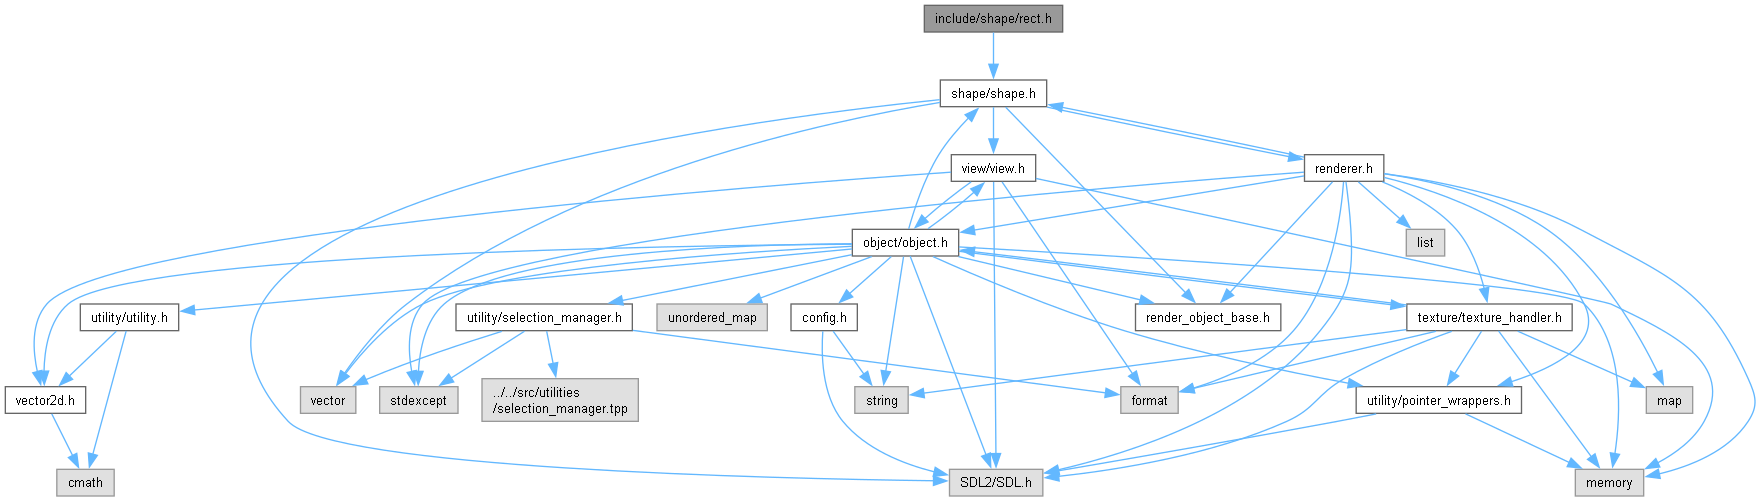 include/shape/rect.h
shape/shape.h
view/view.h
renderer.h
object/object.h
list
utility/utility.h
utility/selection_manager.h
unordered_map
config.h
render_object_base.h
texture/texture_handler.h
vector2d.h
vector
stdexcept
../../src/utilities
/selection_manager.tpp
string
format
utility/pointer_wrappers.h
map
cmath
SDL2/SDL.h
memory